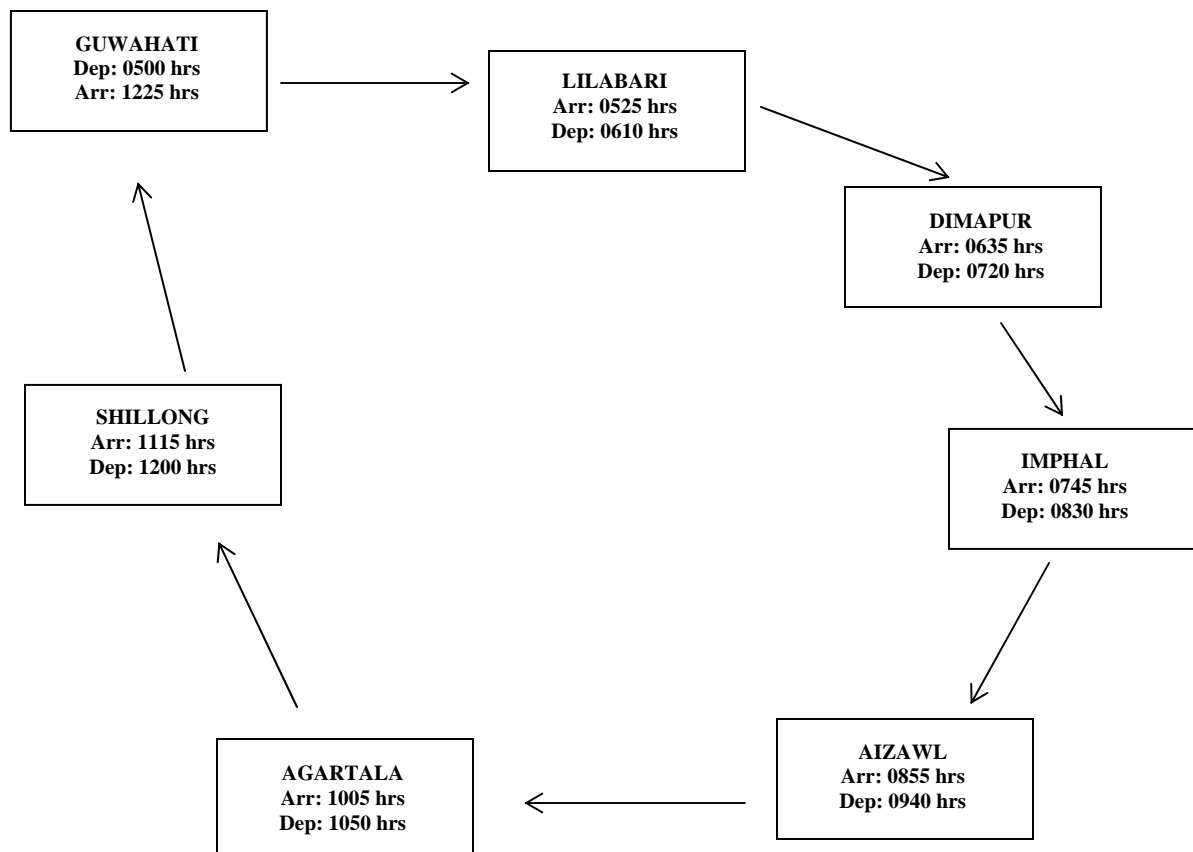 GUWAHATI
Dep: 0500 hrs
Arr: 1225 hrs
LILABARI
Arr: 0525 hrs
Dep: 0610 hrs
DIMAPUR
Arr: 0635 hrs
Dep: 0720 hrs
IMPHAL
Arr: 0745 hrs
Dep: 0830 hrs
AIZAWL
Arr: 0855 hrs
Dep: 0940 hrs
AGARTALA
Arr: 1005 hrs
Dep: 1050 hrs
SHILLONG
Arr: 1115 hrs
Dep: 1200 hrs